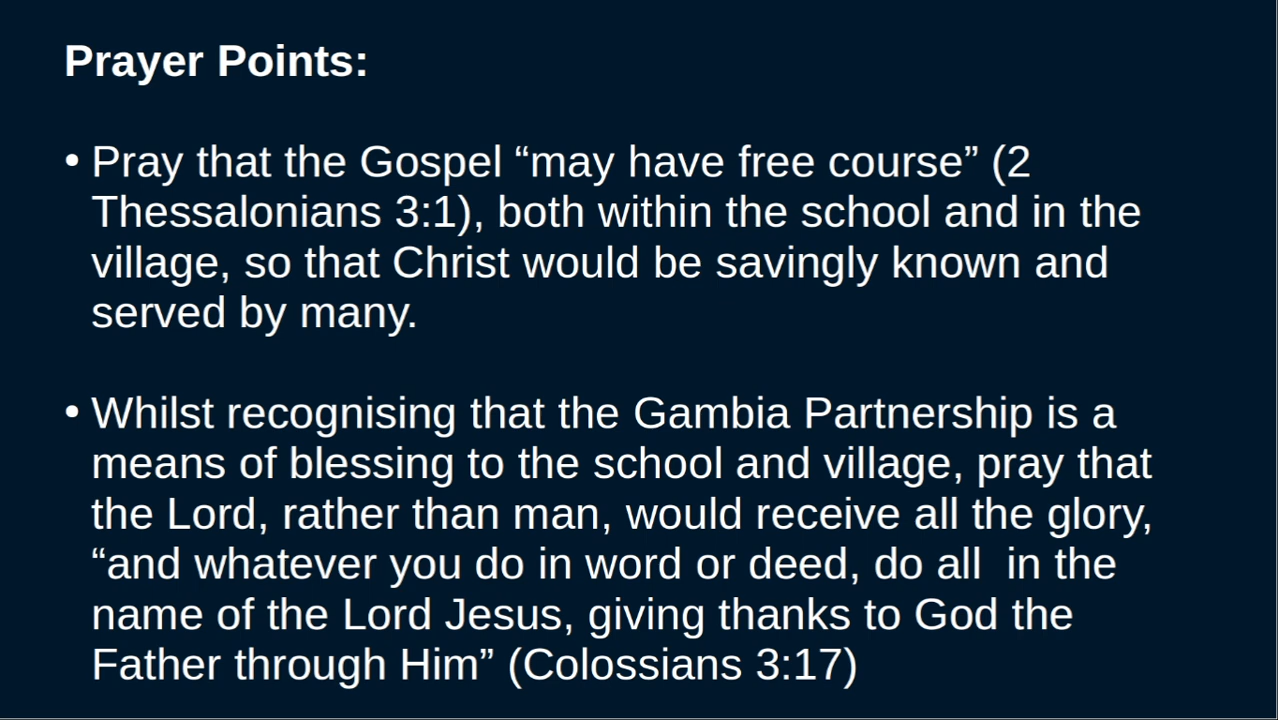 Prayer Points:
• Pray that the Gospel “may have free course” (2
Thessalonians 3:1), both within the school and in the
village, so that Christ would be savingly known and
served by many.
• Whilst recognising that the Gambia Partnership is a
means of blessing to the school and village, pray that
the Lord, rather than man, would receive all the glory,
“and whatever you do in word or deed, do all  in the
name of the Lord Jesus, giving thanks to God the
Father through Him” (Colossians 3:17)